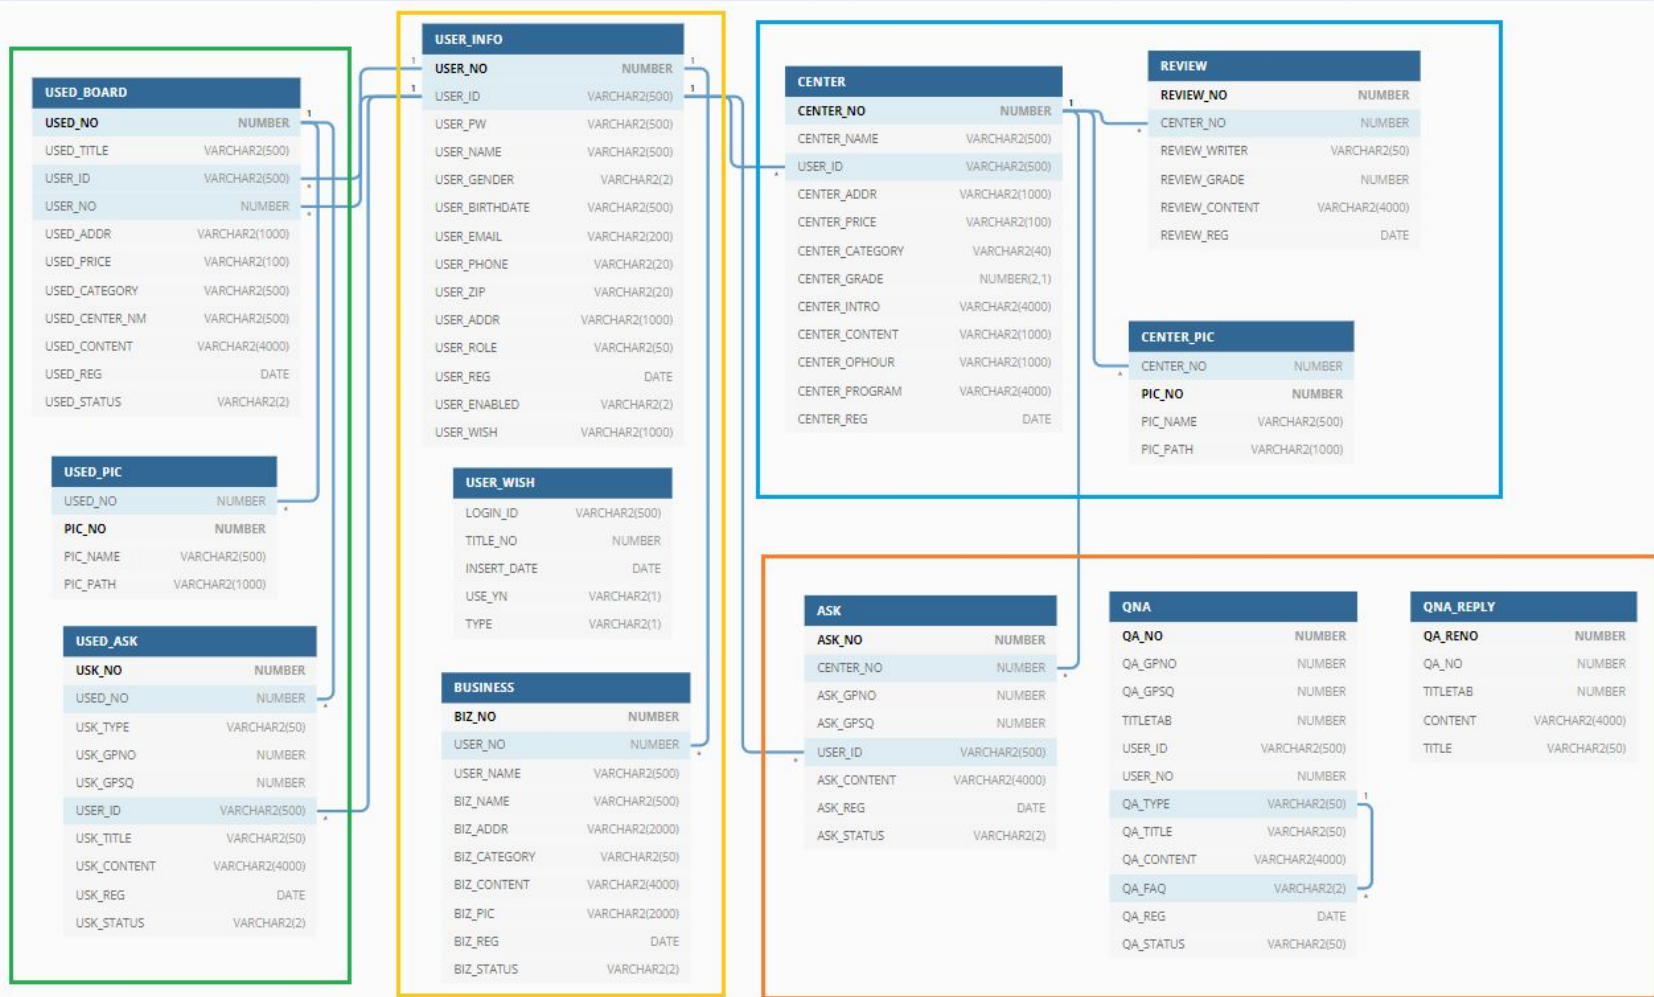 USED_BOARD
USED_NO NUMBER
USED_TITLE VARCHAR2(500)
USER_ID VARCHAR2(500)
USER_NO NUMBER
USED_ADDR VARCHAR2(1000)
USED_PRICE VARCHAR2(100)
USED_CATEGORY VARCHAR2(500)
USED_CENTER_NM VARCHAR2(500)
USED_CONTENT VARCHAR2(4000)
USED_REG DATE
USED_STATUS VARCHAR2(2)
1
*
*
USED_PIC
USED_NO NUMBER
PIC_NO NUMBER
PIC_NAME VARCHAR2(500)
PIC_PATH VARCHAR2(1000)
*
USED_ASK
USK_NO NUMBER
USED_NO NUMBER
USK_TYPE VARCHAR2(50)
USK_GPNO NUMBER
USK_GPSQ NUMBER
USER_ID VARCHAR2(500)
USK_TITLE VARCHAR2(50)
USK_CONTENT VARCHAR2(4000)
USK_REG DATE
USK_STATUS VARCHAR2(2)
*
*
USER_INFO
1 USER_NO NUMBER 1
1 USER_ID VARCHAR2(500) 1
USER_PW VARCHAR2(500)
USER_NAME VARCHAR2(500)
USER_GENDER VARCHAR2(2)
USER_BIRTHDATE VARCHAR2(500)
USER_EMAIL VARCHAR2(200)
USER_PHONE VARCHAR2(20)
USER_ZIP VARCHAR2(20)
USER_ADDR VARCHAR2(1000)
USER_ROLE VARCHAR2(50)
USER_REG DATE
USER_ENABLED VARCHAR2(2)
USER_WISH VARCHAR2(1000)
USER_WISH
LOGIN_ID VARCHAR2(500)
TITLE_NO NUMBER
INSERT_DATE DATE
USE_YN VARCHAR2(1)
TYPE VARCHAR2(1)
BUSINESS
BIZ_NO NUMBER
USER_NO NUMBER
USER_NAME VARCHAR2(500)
BIZ_NAME VARCHAR2(500)
BIZ_ADDR VARCHAR2(2000)
BIZ_CATEGORY VARCHAR2(50)
BIZ_CONTENT VARCHAR2(4000)
BIZ_PIC VARCHAR2(2000)
BIZ_REG DATE
BIZ_STATUS VARCHAR2(2)
*
CENTER
CENTER_NO NUMBER 1
CENTER_NAME VARCHAR2(500)
* USER_ID VARCHAR2(500)
CENTER_ADDR VARCHAR2(1000)
CENTER_PRICE VARCHAR2(100)
CENTER_CATEGORY VARCHAR2(40)
CENTER_GRADE NUMBER(2,1)
CENTER_INTRO VARCHAR2(4000)
CENTER_CONTENT VARCHAR2(1000)
CENTER_OPHOUR VARCHAR2(1000)
CENTER_PROGRAM VARCHAR2(4000)
CENTER_REG DATE
REVIEW
REVIEW_NO NUMBER
* CENTER_NO NUMBER
REVIEW_WRITER VARCHAR2(50)
REVIEW_GRADE NUMBER
REVIEW_CONTENT VARCHAR2(4000)
REVIEW_REG DATE
CENTER_PIC
* CENTER_NO NUMBER
PIC_NO NUMBER
PIC_NAME VARCHAR2(500)
PIC_PATH VARCHAR2(1000)
ASK
ASK_NO NUMBER
CENTER_NO NUMBER *
ASK_GPNO NUMBER
ASK_GPSQ NUMBER
* USER_ID VARCHAR2(500)
ASK_CONTENT VARCHAR2(4000)
ASK_REG DATE
ASK_STATUS VARCHAR2(2)
QNA
QA_NO NUMBER
QA_GPNO NUMBER
QA_GPSQ NUMBER
TITLETAB NUMBER
USER_ID VARCHAR2(500)
USER_NO NUMBER
QA_TYPE VARCHAR2(50) 1
QA_TITLE VARCHAR2(50)
QA_CONTENT VARCHAR2(4000)
QA_FAQ VARCHAR2(2) *
QA_REG DATE
QA_STATUS VARCHAR2(50)
QNA_REPLY
QA_RENO NUMBER
QA_NO NUMBER
TITLETAB NUMBER
CONTENT VARCHAR2(4000)
TITLE VARCHAR2(50)